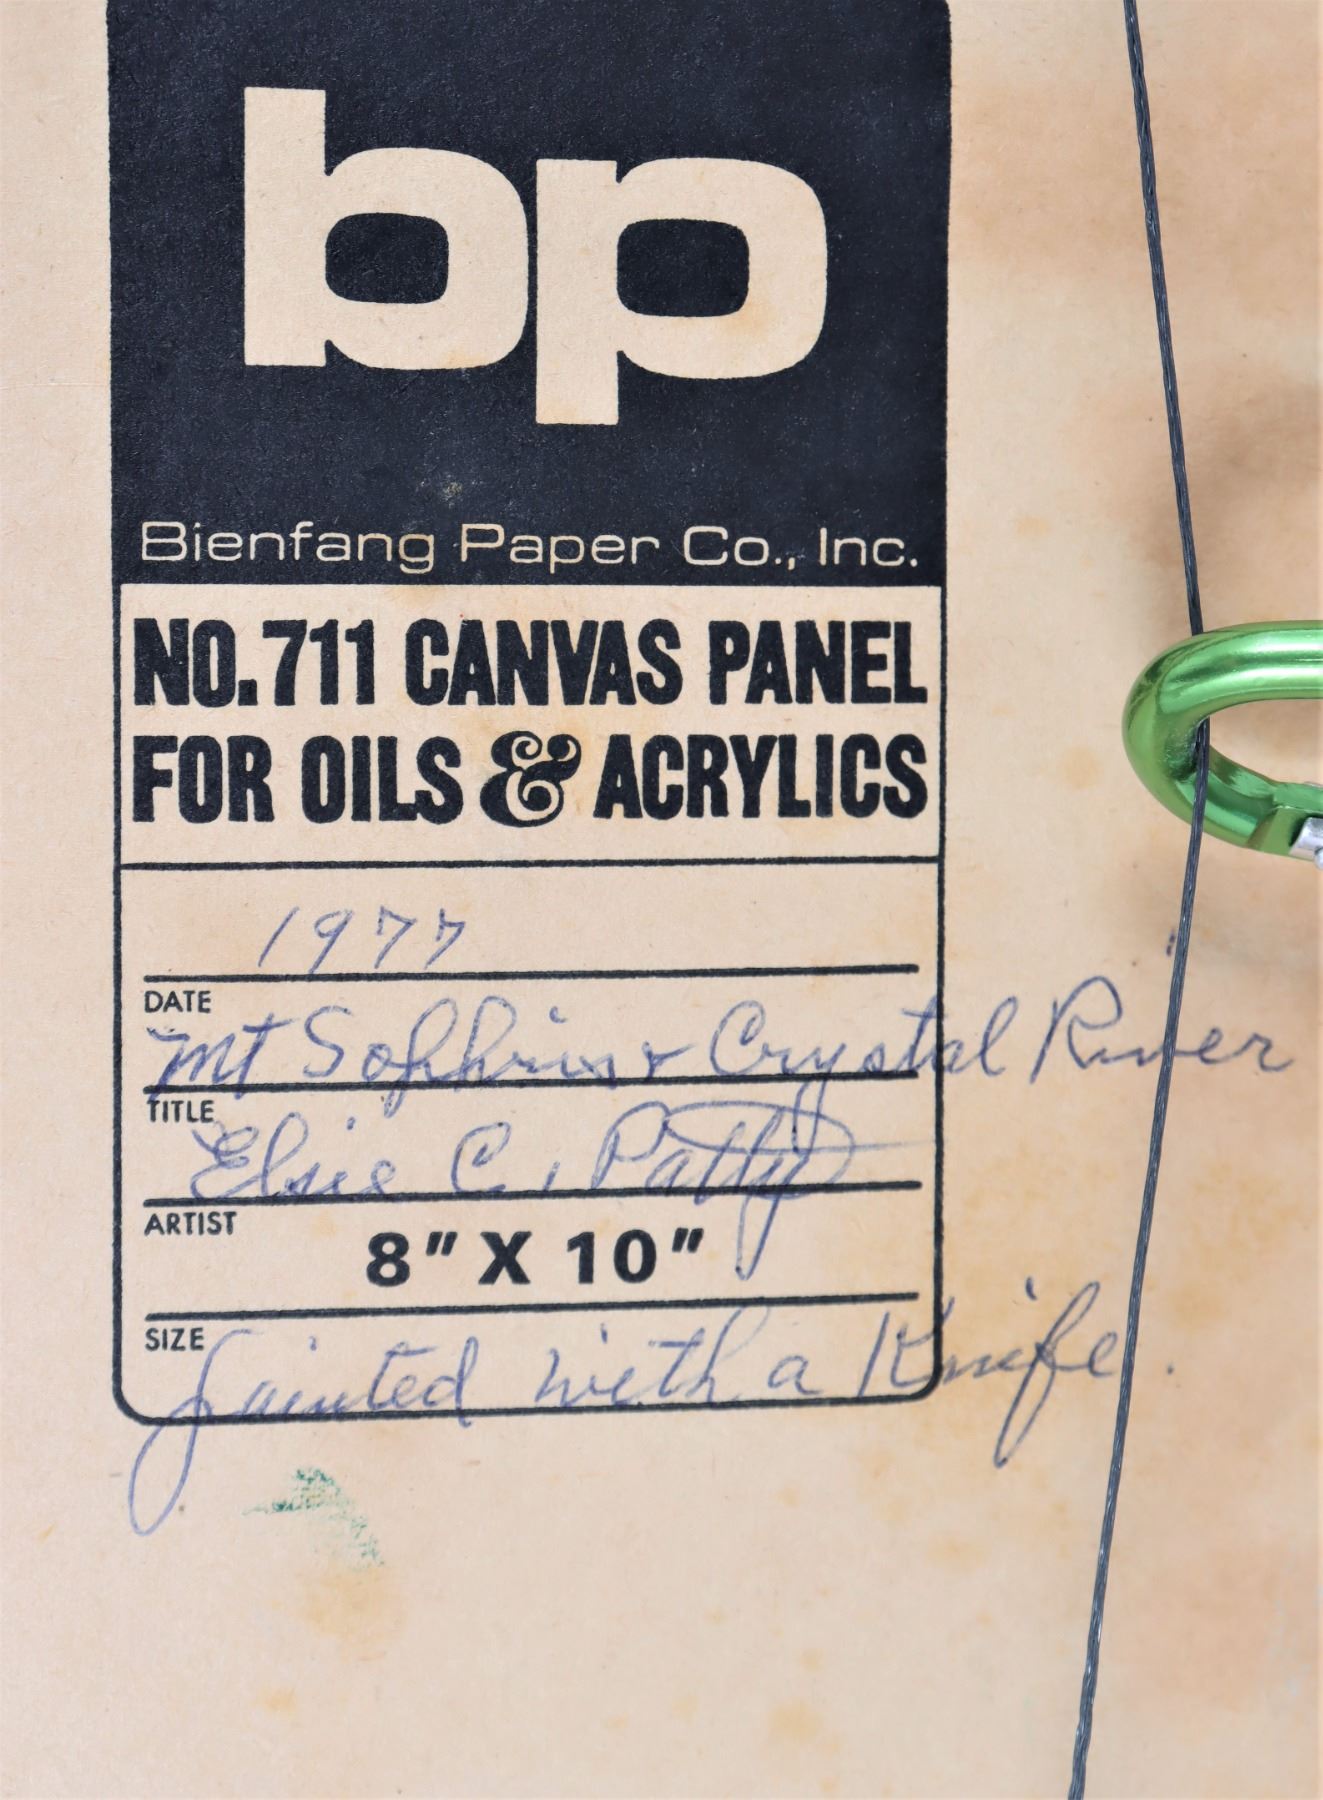 bp
Bienfang Paper Co., Inc.
NO. 711 CANVAS PANEL
FOR OILS & ACRYLICS
1977
DATE
Mt Sophris & Crystal River
TITLE
Elsie C. Patty
ARTIST
8" X 10"
SIZE
painted with a Knife.